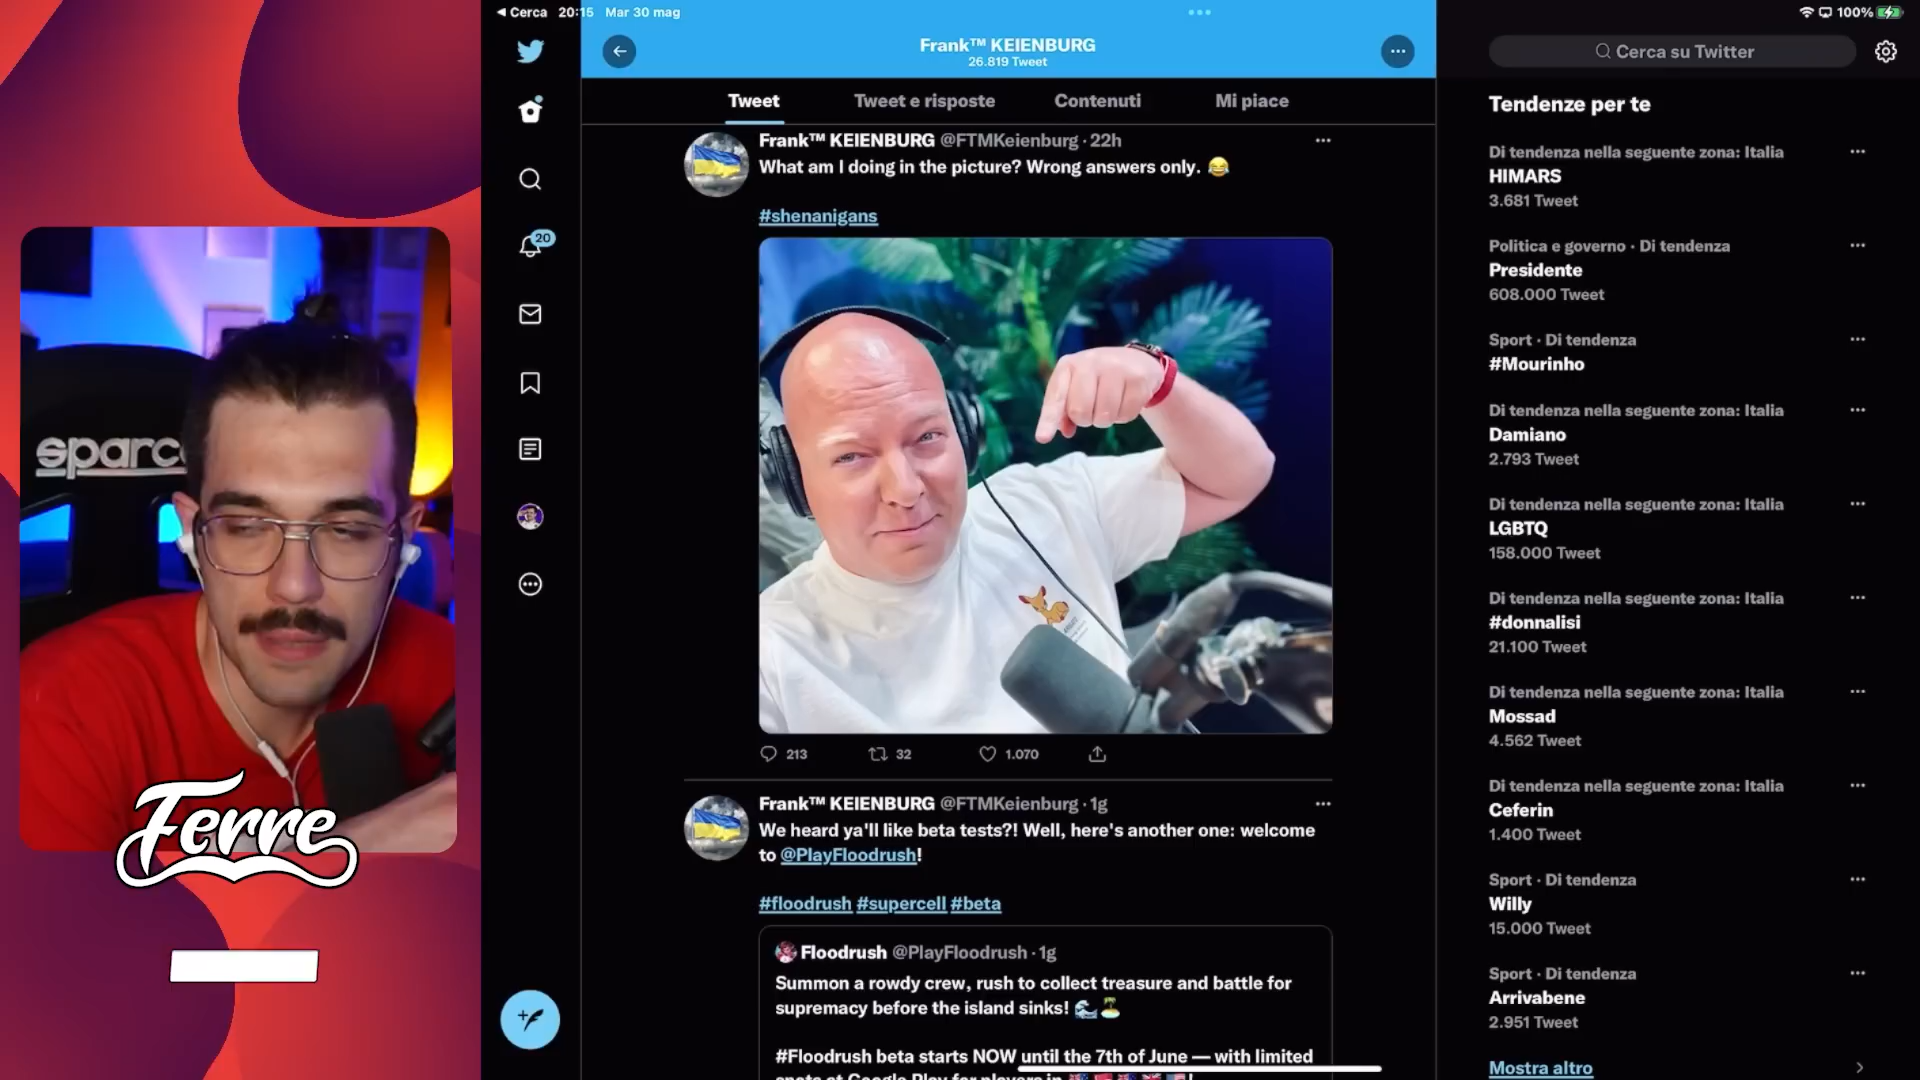 Cerca 20:15 Mar 30 mag
100%
Frank™ KEIENBURG
26.819 Tweet
Cerca su Twitter
Tweet Tweet e risposte Contenuti Mi piace
Frank™ KEIENBURG @FTMKeienburg · 22h
What am I doing in the picture? Wrong answers only. 😂
#shenanigans
213 32 1.070
Frank™ KEIENBURG @FTMKeienburg · 1g
We heard ya'll like beta tests?! Well, here's another one: welcome
to @PlayFloodrush!
#floodrush #supercell #beta
Floodrush @PlayFloodrush · 1g
Summon a rowdy crew, rush to collect treasure and battle for
supremacy before the island sinks! 🌊🏝️
#Floodrush beta starts NOW until the 7th of June — with limited
spots at Google Play for players in
20
Tendenze per te
Di tendenza nella seguente zona: Italia
HIMARS
3.681 Tweet
Politica e governo · Di tendenza
Presidente
608.000 Tweet
Sport · Di tendenza
#Mourinho
Di tendenza nella seguente zona: Italia
Damiano
2.793 Tweet
Di tendenza nella seguente zona: Italia
LGBTQ
158.000 Tweet
Di tendenza nella seguente zona: Italia
#donnalisi
21.100 Tweet
Di tendenza nella seguente zona: Italia
Mossad
4.562 Tweet
Di tendenza nella seguente zona: Italia
Ceferin
1.400 Tweet
Sport · Di tendenza
Willy
15.000 Tweet
Sport · Di tendenza
Arrivabene
2.951 Tweet
Mostra altro
sparc
Ferre